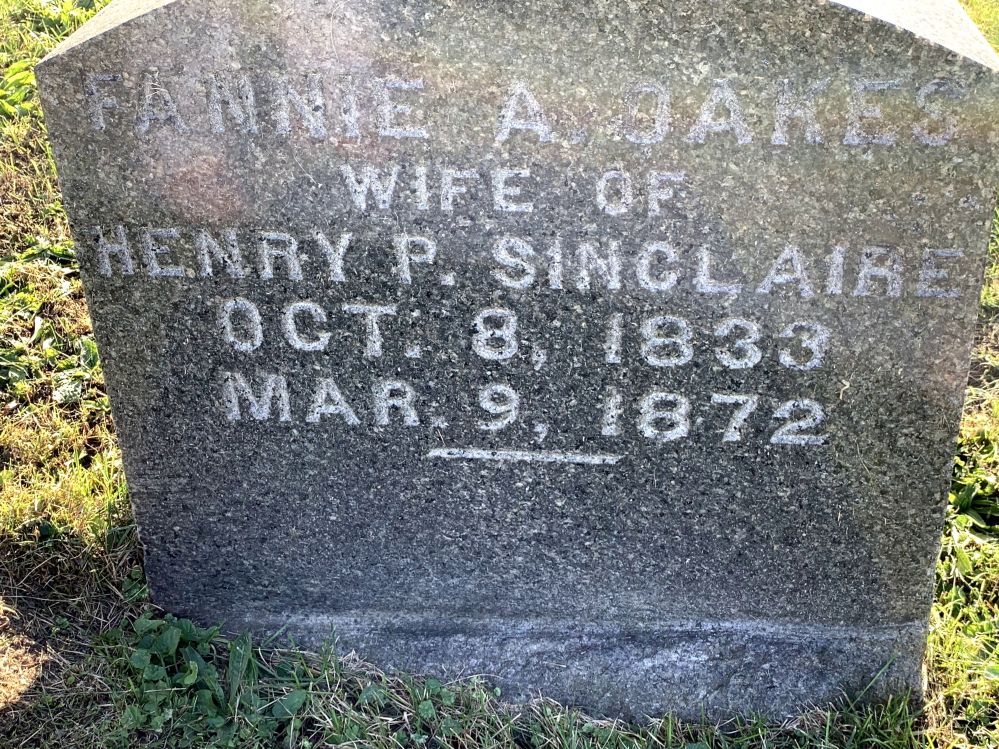 FANNIE A. OAKES
WIFE OF
HENRY P. SINCLAIRE
OCT. 8, 1833
MAR. 9, 1872